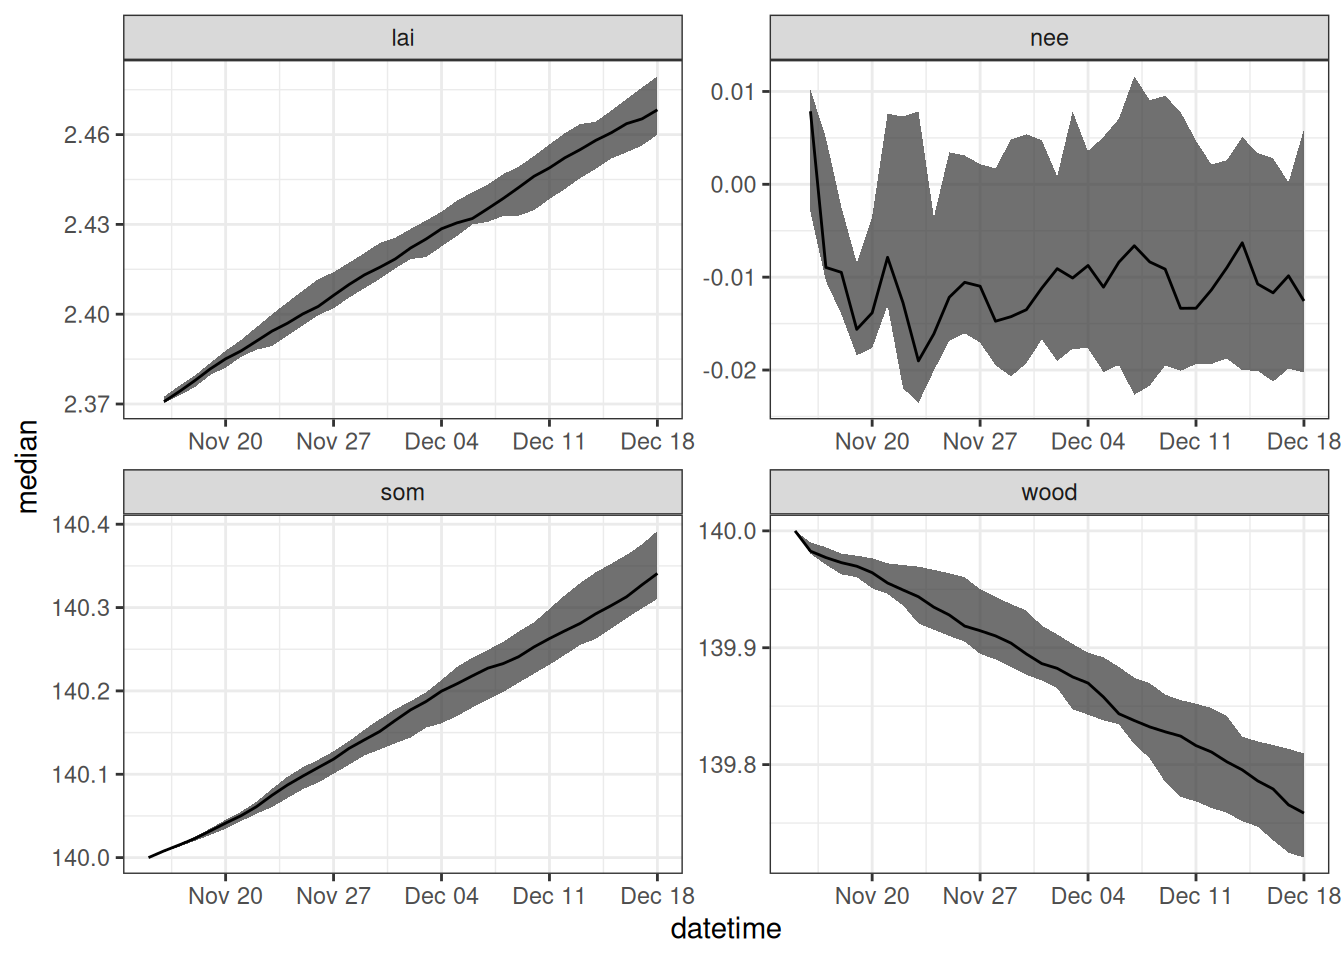 lai
nee
2.46
2.43
2.40
2.37
0.01
0.00
-0.01
-0.02
Nov 20 Nov 27 Dec 04 Dec 11 Dec 18
Nov 20 Nov 27 Dec 04 Dec 11 Dec 18
median
som
wood
140.4
140.3
140.2
140.1
140.0
140.0
139.9
139.8
Nov 20 Nov 27 Dec 04 Dec 11 Dec 18
Nov 20 Nov 27 Dec 04 Dec 11 Dec 18
datetime